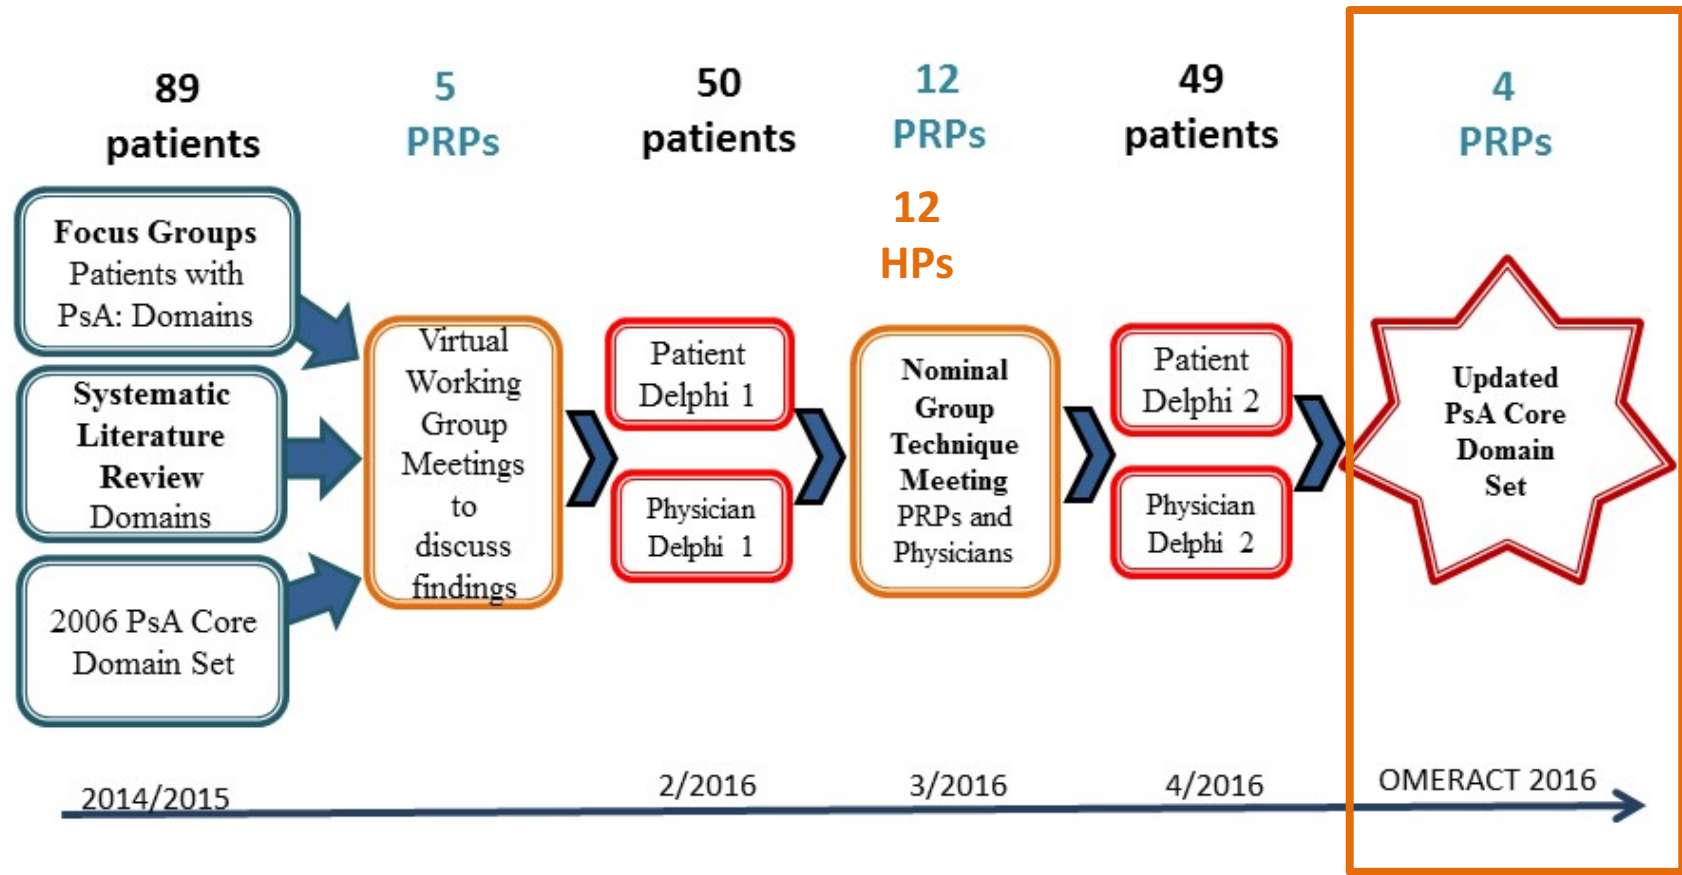 89
patients
5
PRPs
50
patients
12
PRPs
12
HPs
49
patients
4
PRPs
Focus Groups
Patients with
PsA: Domains
Systematic
Literature
Review
Domains
2006 PsA Core
Domain Set
Virtual
Working
Group
Meetings
to
discuss
findings
Patient
Delphi 1
Physician
Delphi 1
Nominal
Group
Technique
Meeting
PRPs and
Physicians
Patient
Delphi 2
Physician
Delphi 2
Updated
PsA Core
Domain
Set
2014/2015
2/2016
3/2016
4/2016
OMERACT 2016